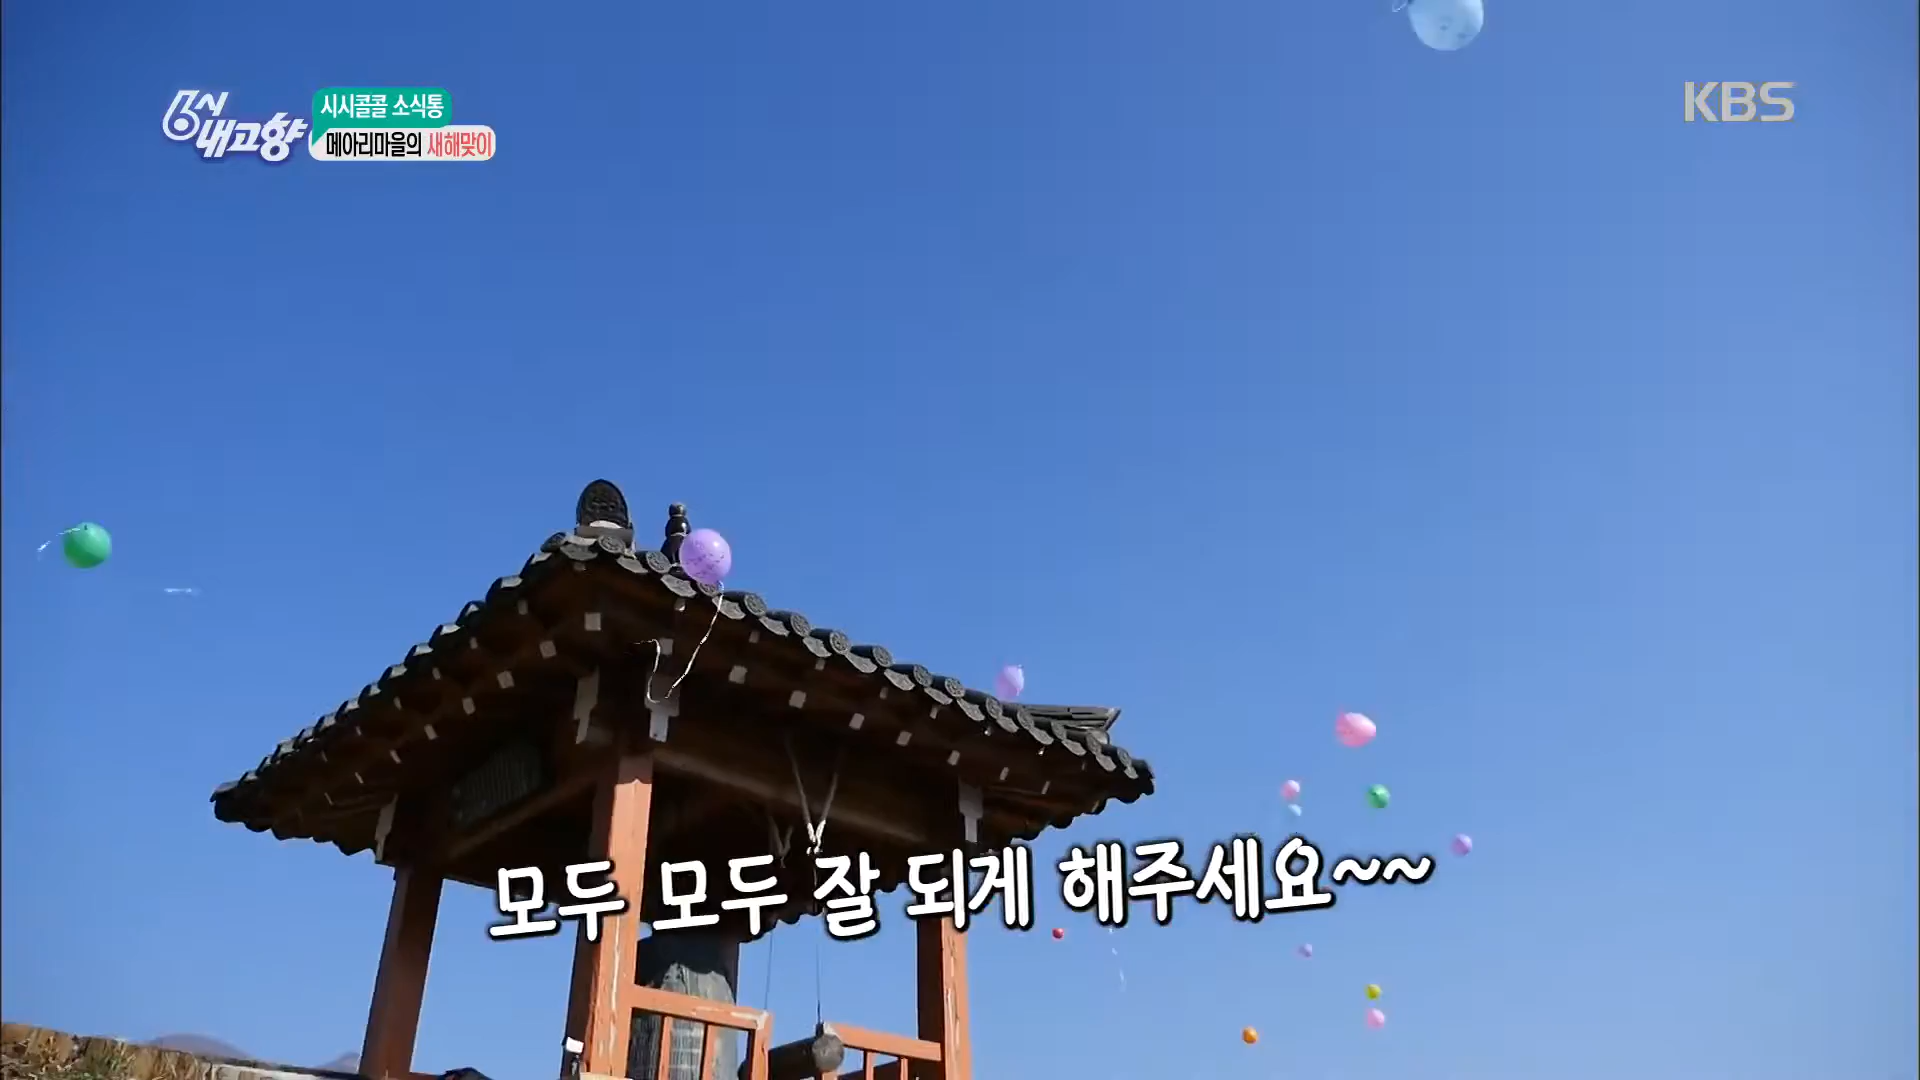 6시
내고향
시시콜콜 소식통
메아리마을의 새해맞이
KBS
모두 모두 잘 되게 해주세요~~